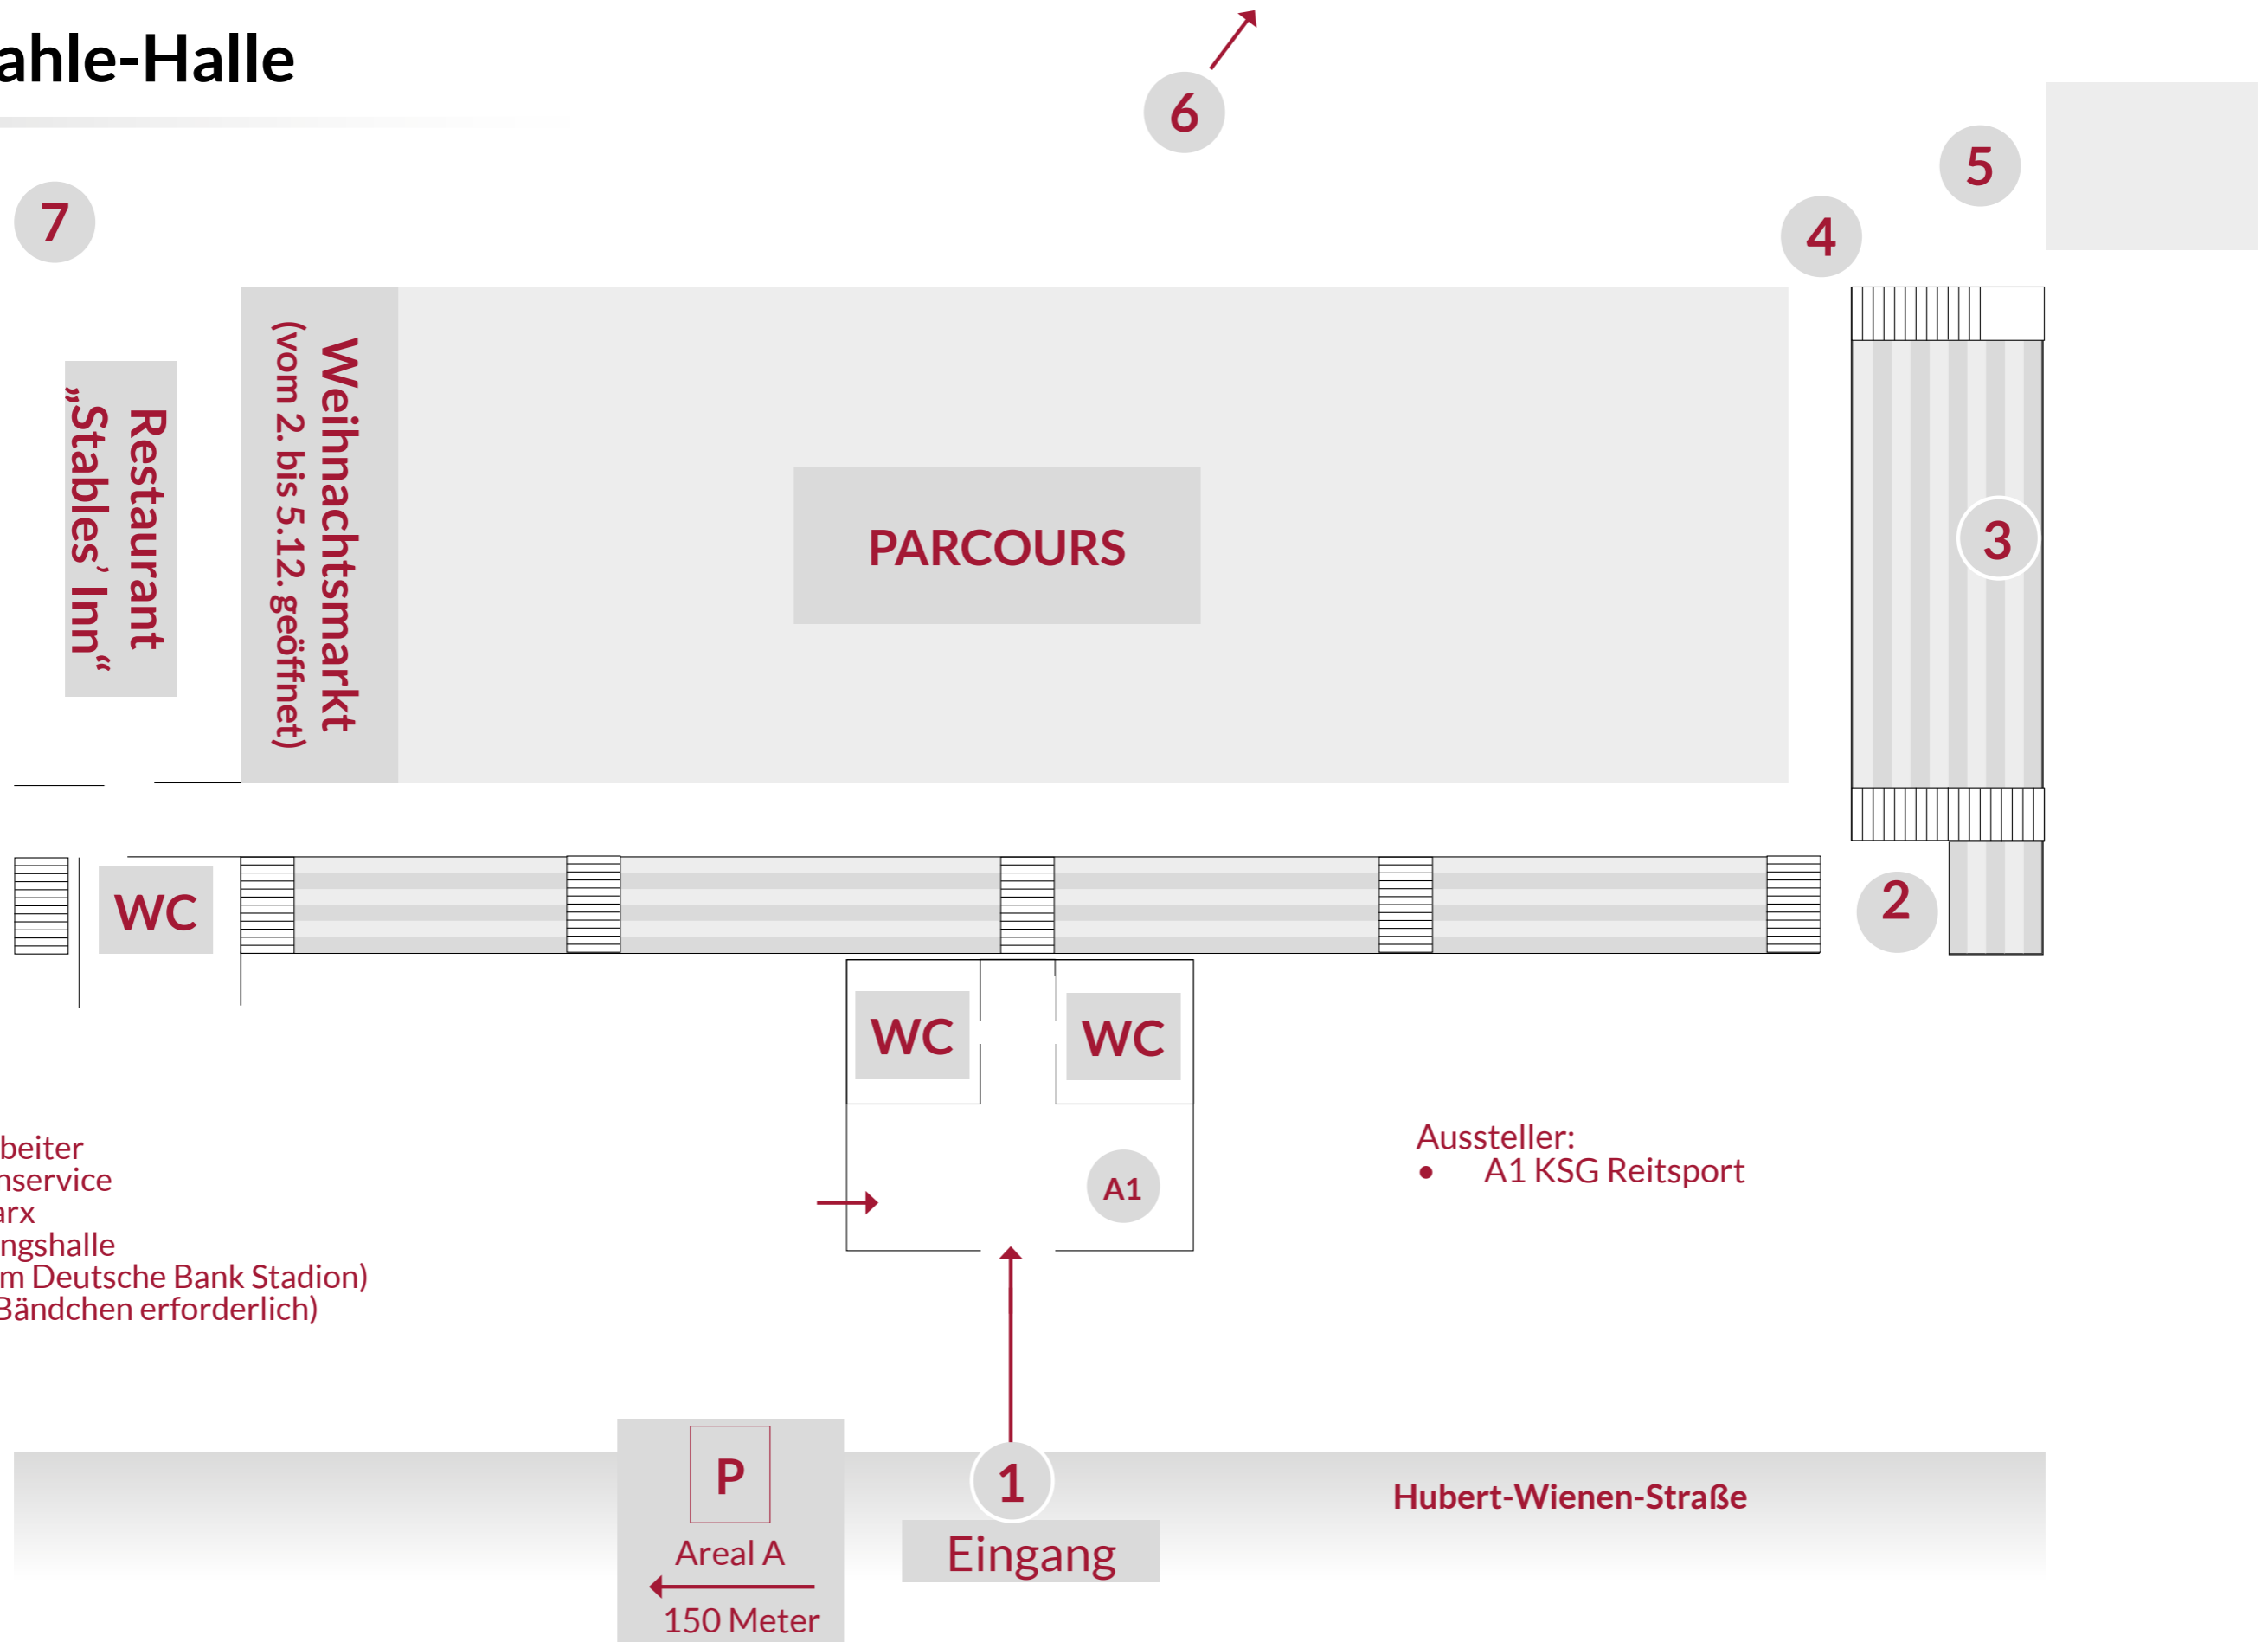 ahle-Halle
6
5
4
7
Weihnachtsmarkt
(vom 2. bis 5.12. geöffnet)
Restaurant
„Stables’ Inn“
PARCOURS
3
2
WC
WC
WC
A1
beiter
nservice
arx
ngshalle
m Deutsche Bank Stadion)
Bändchen erforderlich)
Aussteller:
• A1 KSG Reitsport
P
Areal A
150 Meter
1
Eingang
Hubert-Wienen-Straße